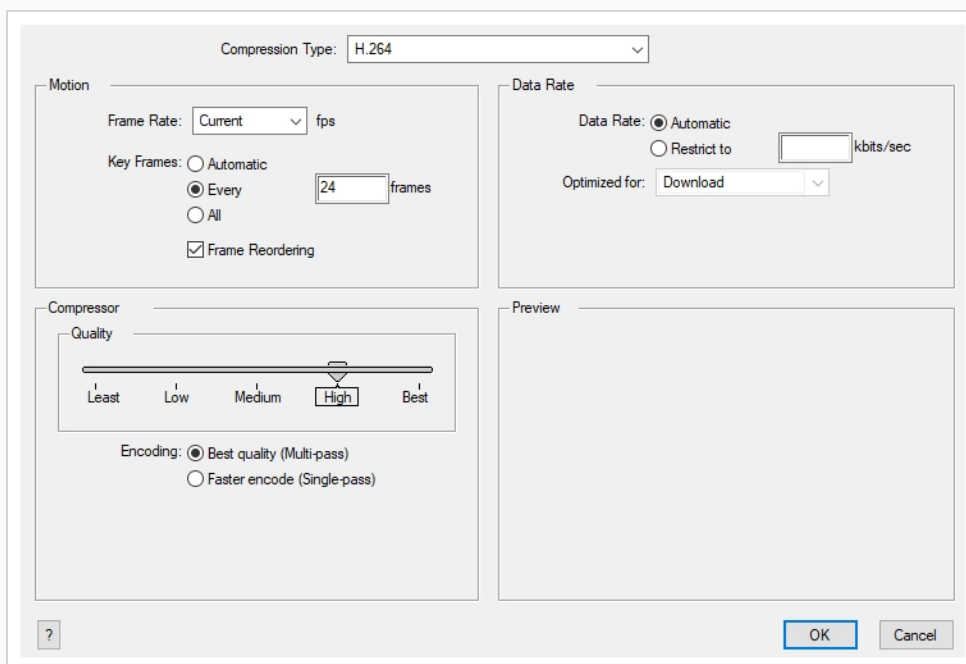 Compression Type: H.264
Motion
Frame Rate: Current fps
Key Frames: Automatic
Every 24 frames
All
Frame Reordering
Data Rate
Data Rate: Automatic
Restrict to kbits/sec
Optimized for: Download
Compressor
Quality
Least Low Medium High Best
Encoding: Best quality (Multi-pass)
Faster encode (Single-pass)
Preview
? OK Cancel